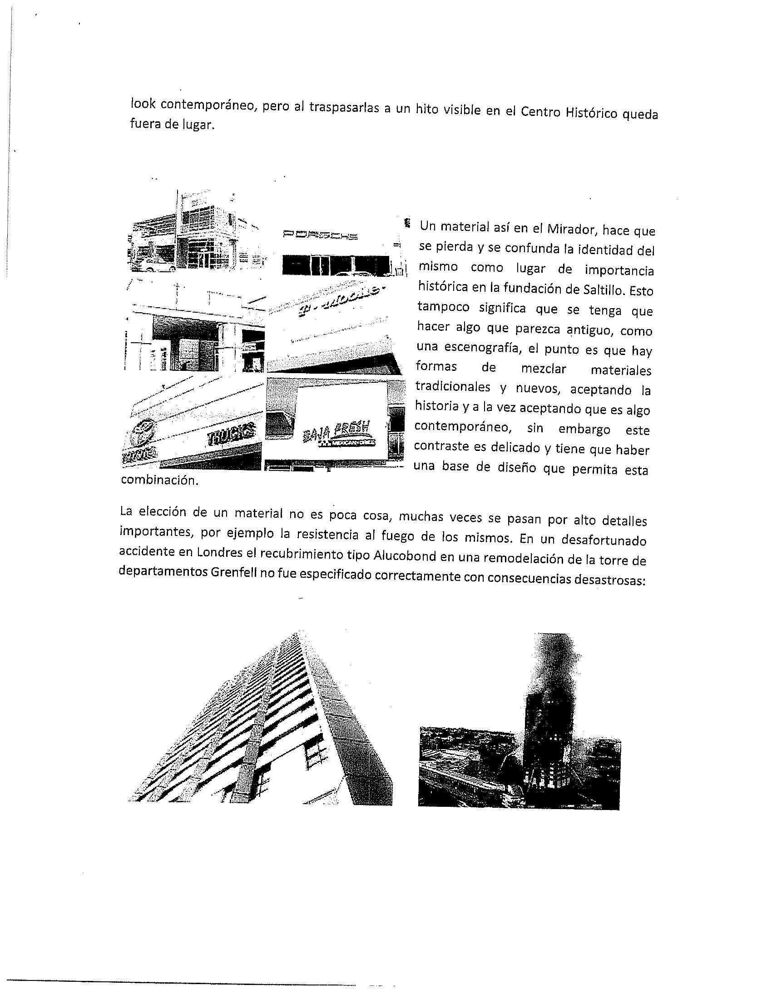 look contemporáneo, pero al traspasarlas a un hito visible en el Centro Histórico queda
fuera de lugar.
PORSCHE
Un material así en el Mirador, hace que
se pierda y se confunda la identidad del
mismo como lugar de importancia
histórica en la fundación de Saltillo. Esto
tampoco significa que se tenga que
hacer algo que parezca antiguo, como
una escenografía, el punto es que hay
formas de mezclar materiales
tradicionales y nuevos, aceptando la
historia y a la vez aceptando que es algo
contemporáneo, sin embargo este
contraste es delicado y tiene que haber
una base de diseño que permita esta
combinación.
TRUCKS
BAJA FRESH
MEXICAN GRILL
La elección de un material no es poca cosa, muchas veces se pasan por alto detalles
importantes, por ejemplo la resistencia al fuego de los mismos. En un desafortunado
accidente en Londres el recubrimiento tipo Alucobond en una remodelación de la torre de
departamentos Grenfell no fue especificado correctamente con consecuencias desastrosas: